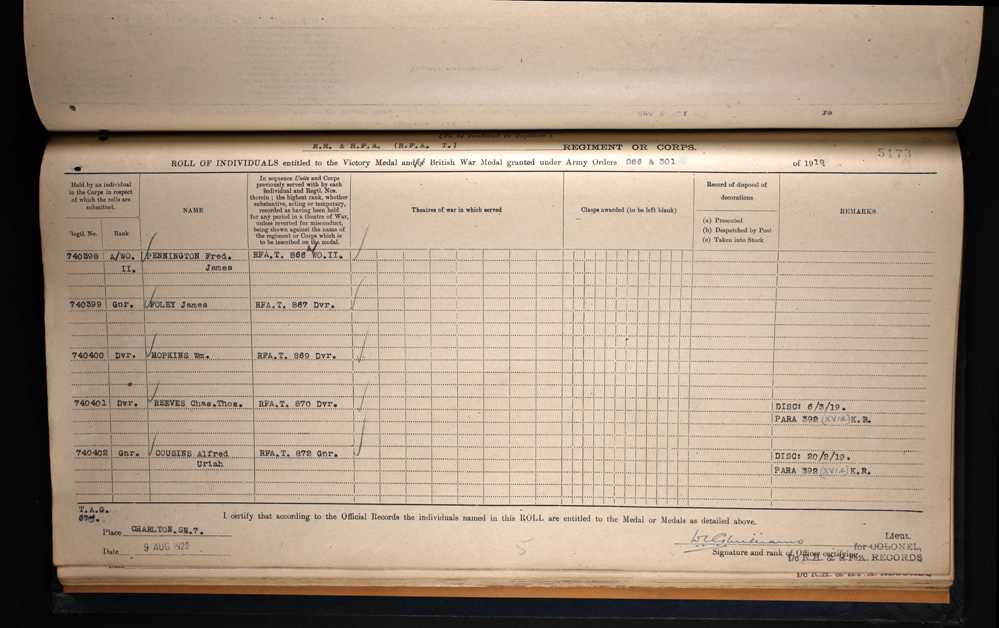 R.H. & R.F.A. (R.F.A. T.) REGIMENT OR CORPS.
5173
ROLL OF INDIVIDUALS entitled to the Victory Medal and/or British War Medal granted under Army Orders 266 & 301 of 1919
Held by an individual in the Corps in respect of which the rolls are submitted.
Regtl. No.
Rank
NAME
In sequence Units and Corps
previously served with by each
individual and Regtl. Nos.
therein; the highest rank, whether
substantive, acting or temporary,
recorded as having been held
for any period in a theatre of War,
unless reverted for misconduct,
being shown against the name of
the regiment or Corps which is
to be inscribed on the medal.
Theatres of war in which served
Clasps awarded (to be left blank)
Record of disposal of
decorations
(a) Presented
(b) Despatched by Post
(c) Taken into Stock
REMARKS.
740398 A/WO. PENNINGTON Fred. RFA.T. 866 WO.II.
II. James
740399 Gnr. FOLEY James RFA.T. 867 Dvr.
740400 Dvr. HOPKINS Wm. RFA.T. 869 Dvr.
740401 Dvr. REEVES Chas.Thos. RFA.T. 870 Dvr. DISC: 6/3/19.
PARA 392 (XVIA) K.R.
740402 Gnr. COUSINS Alfred RFA.T. 872 Gnr. DISC: 20/2/19.
Uriah PARA 392 (XVIA) K.R.
T.A.G.
I certify that according to the Official Records the individuals named in this ROLL are entitled to the Medal or Medals as detailed above.
Place CHARLTON.SE.7.
Date 9 AUG 1922
5
Lieut.
for COLONEL,
Signature and rank of Officer certifying.
i/c R.H. & R.F.A. RECORDS
i/c R.H. & R.F.A. RECORDS